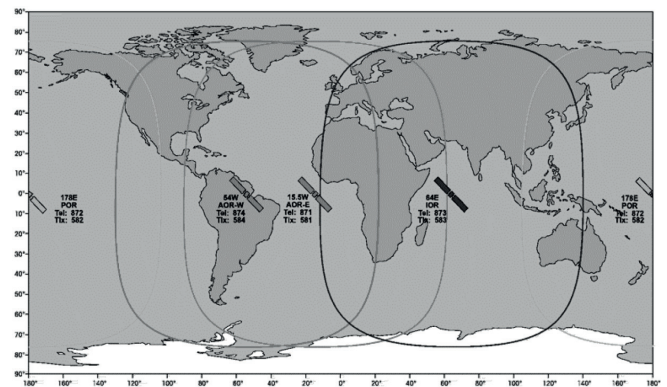 90°
80°
70°
60°
50°
40°
30°
20°
10°
0°
10°
20°
30°
40°
50°
60°
70°
80°
90°
178E
POR
Tel: 872
Tlx: 582
54W
AOR-W
Tel: 874
Tlx: 584
15.5W
AOR-E
Tel: 871
Tlx: 581
64E
IOR
Tel: 873
Tlx: 583
178E
POR
Tel: 872
Tlx: 582
180° 160° 140° 120° 100° 80° 60° 40° 20° 0° 20° 40° 60° 80° 100° 120° 140° 160° 180°